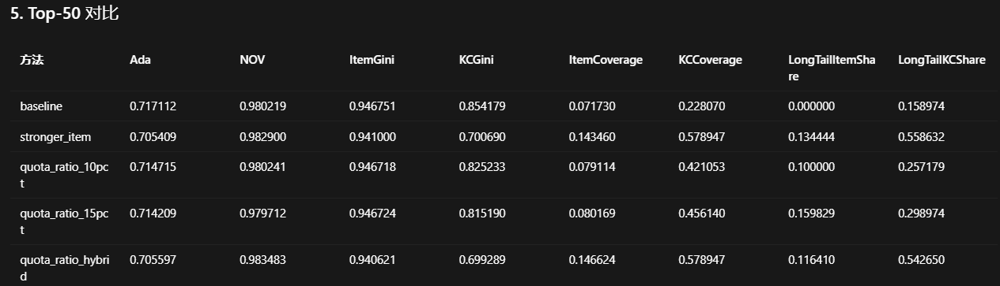 5. Top-50 对比
方法 Ada NOV ItemGini KCGini ItemCoverage KCCoverage LongTailItemSha LongTailKCShare
re
baseline 0.717112 0.980219 0.946751 0.854179 0.071730 0.228070 0.000000 0.158974
stronger_item 0.705409 0.982900 0.941000 0.700690 0.143460 0.578947 0.134444 0.558632
quota_ratio_10pc 0.714715 0.980241 0.946718 0.825233 0.079114 0.421053 0.100000 0.257179
t
quota_ratio_15pc 0.714209 0.979712 0.946724 0.815190 0.080169 0.456140 0.159829 0.298974
t
quota_ratio_hybri 0.705597 0.983483 0.940621 0.699289 0.146624 0.578947 0.116410 0.542650
d